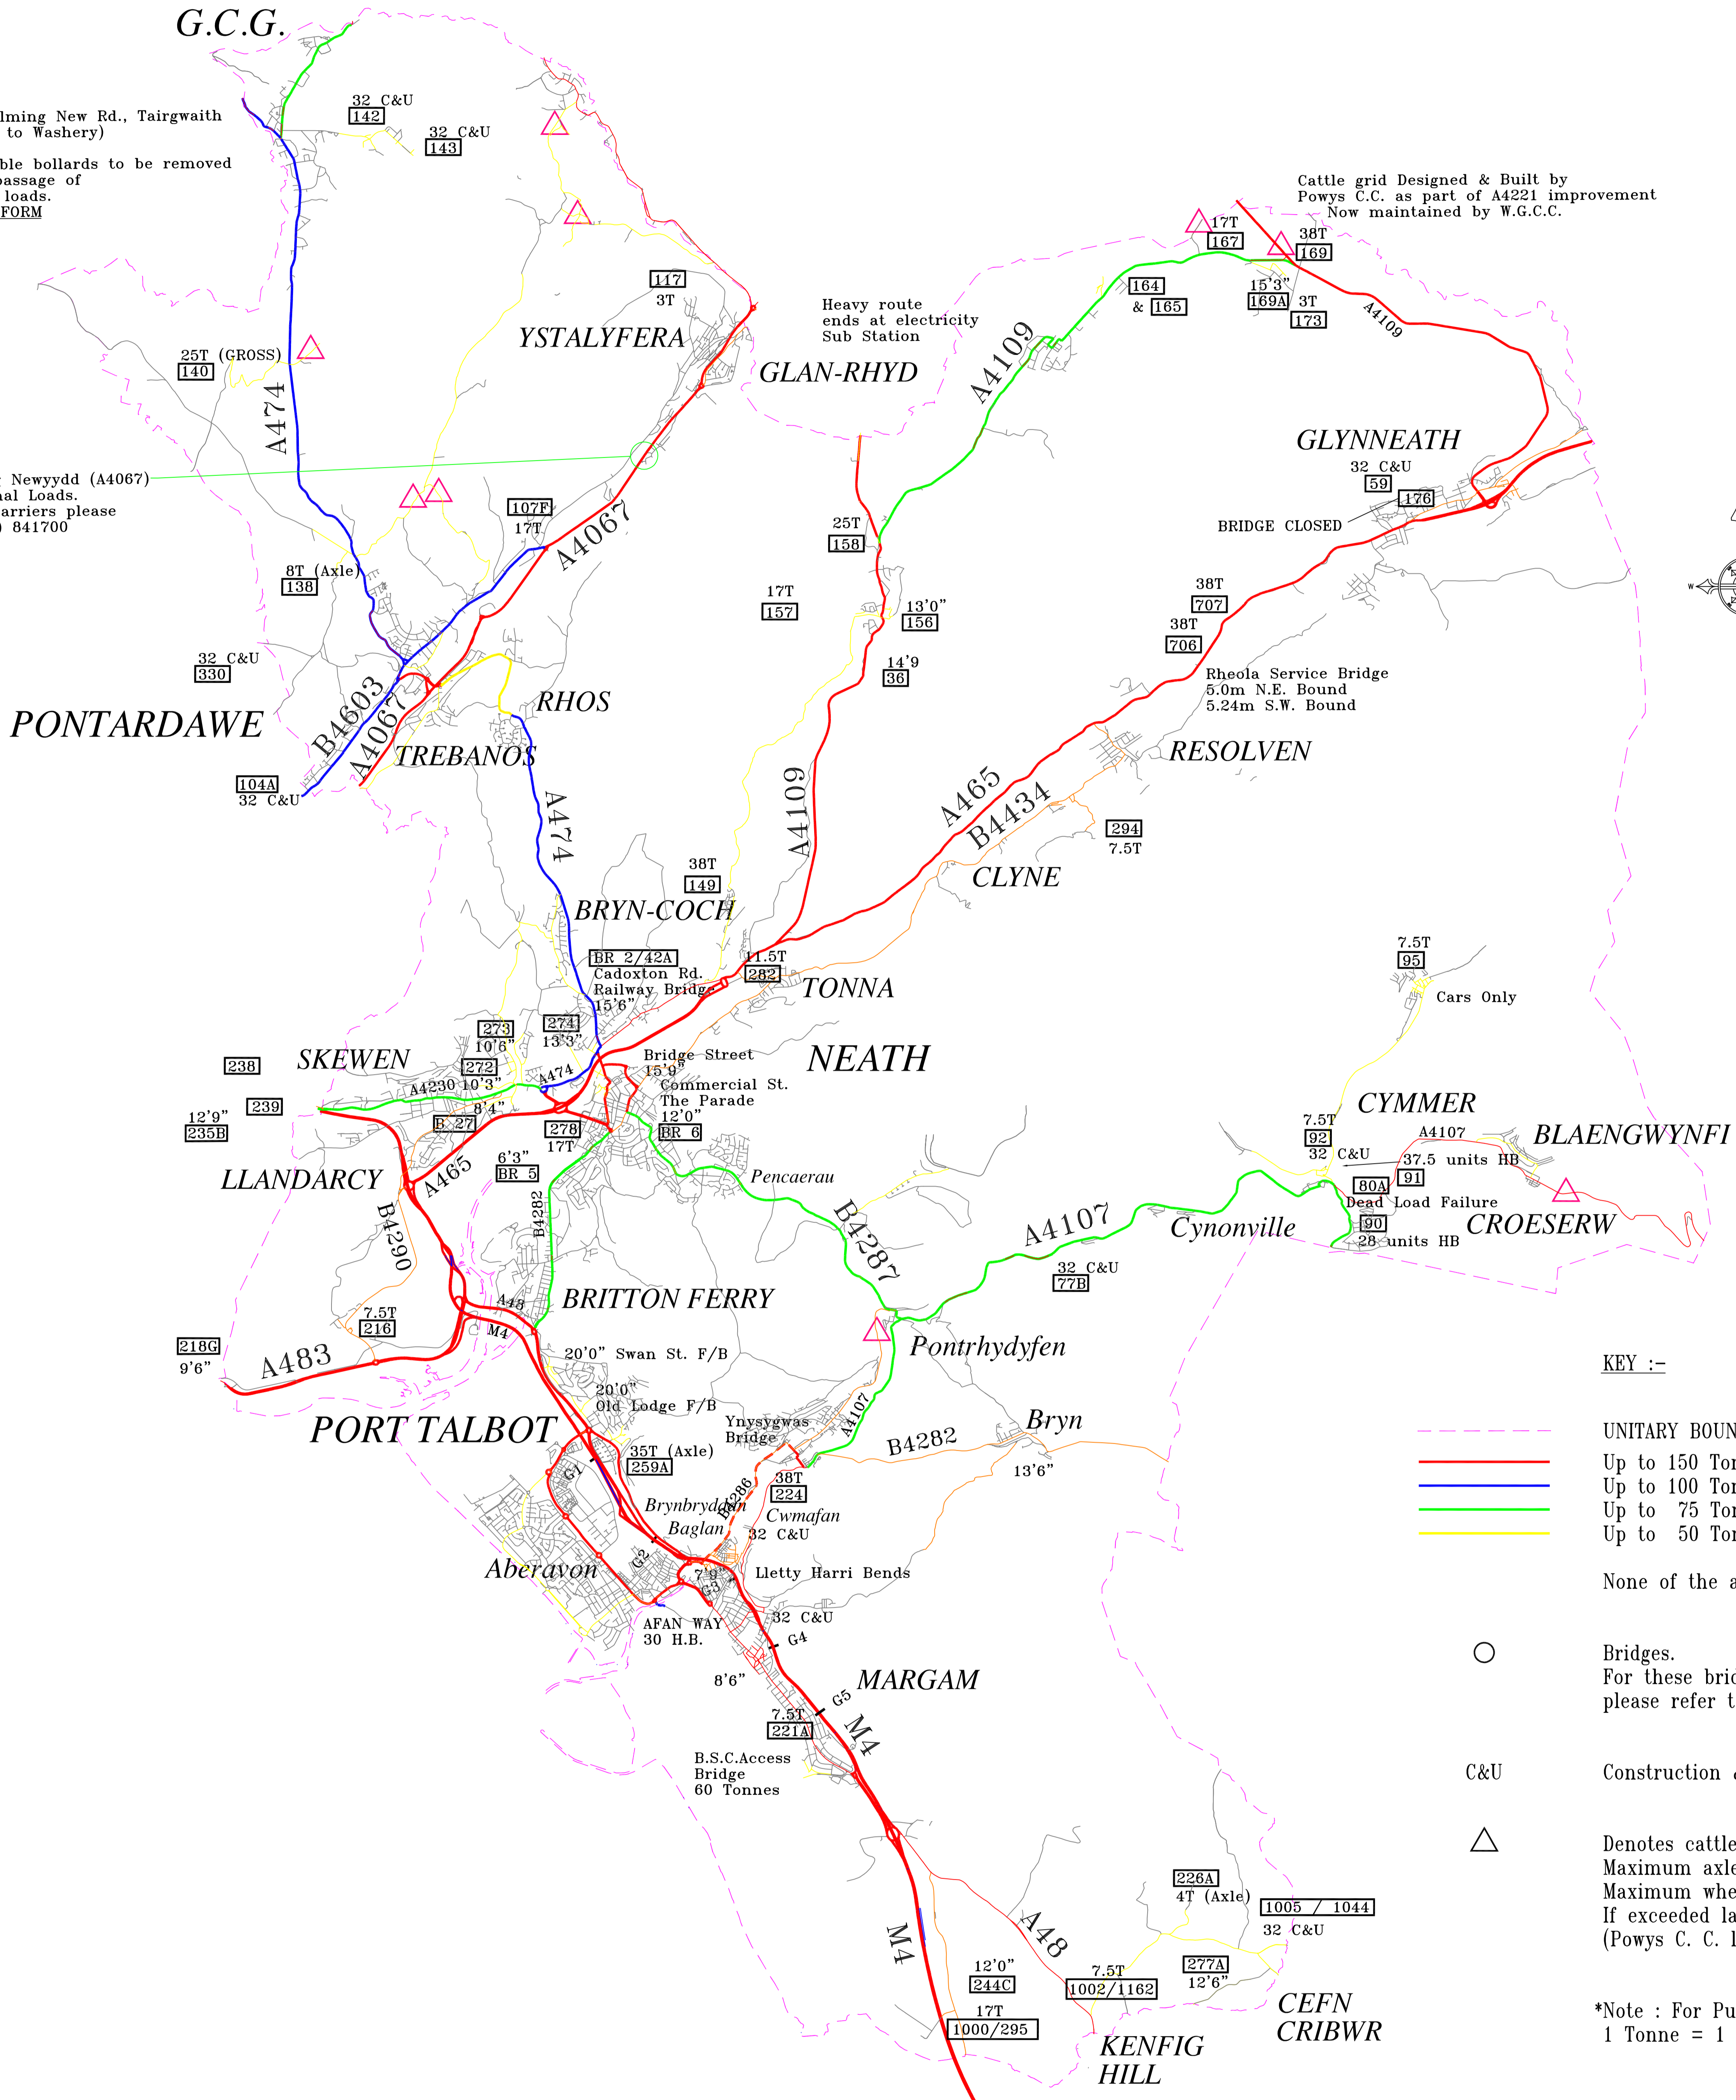 G.C.G.
lming New Rd., Tairgwaith
to Washery)
ble bollards to be removed
passage of
loads.
FORM
32 C&U
142
32 C&U
143
Cattle grid Designed & Built by
Powys C.C. as part of A4221 improvement
Now maintained by W.G.C.C.
17T
167
38T
169
15'3"
169A
3T
173
A4109
164
& 165
117
3T
YSTALYFERA
Heavy route
ends at electricity
Sub Station
GLAN-RHYD
A4109
25T (GROSS)
140
A474
Newyydd (A4067)
nal Loads.
arriers please
) 841700
107F
17T
A4067
GLYNNEATH
32 C&U
59
176
BRIDGE CLOSED
25T
158
8T (Axle)
138
17T
157
13'0"
156
38T
707
38T
706
W
32 C&U
330
14'9
36
Rheola Service Bridge
5.0m N.E. Bound
5.24m S.W. Bound
PONTARDAWE
B4603
A4067
RHOS
TREBANOS
RESOLVEN
104A
32 C&U
A474
A4109
A465
B4434
294
7.5T
38T
149
CLYNE
BRYN-COCH
BR 2/42A
Cadoxton Rd.
Railway Bridge
15'6"
11.5T
282
TONNA
7.5T
95
Cars Only
273
10'6"
274
13'3"
SKEWEN
272
10'3"
A4230
A474
238
239
8'4"
B 27
12'9"
235B
Bridge Street
15'9"
Commercial St.
The Parade
12'0"
BR 6
NEATH
278
17T
6'3"
BR 5
LLANDARCY
A465
B4290
B4282
Pencaerau
B4287
CYMMER
7.5T
92
32 C&U
A4107
BLAENGWYNFI
37.5 units HB
91
80A
Dead Load Failure
90
28 units HB
CROESERW
A4107
Cynonville
32 C&U
77B
BRITTON FERRY
A48
M4
7.5T
216
218G
9'6"
A483
Pontrhydyfen
20'0" Swan St. F/B
20'0"
Old Lodge F/B
KEY :-
PORT TALBOT
Ynysygwas
Bridge
A4107
B4282
Bryn
13'6"
UNITARY BOUN
Up to 150 Ton
Up to 100 Ton
Up to 75 Ton
Up to 50 Ton
None of the a
35T (Axle)
259A
G1
38T
224
B4286
Brynbryddan
Cwmafan
Baglan
32 C&U
G2
Aberavon
7'9"
G3
Lletty Harri Bends
AFAN WAY
30 H.B.
32 C&U
G4
8'6"
MARGAM
G5
7.5T
221A
M4
B.S.C.Access
Bridge
60 Tonnes
Bridges.
For these brid
please refer t
C&U
Construction
Denotes cattle
Maximum axle
Maximum whe
If exceeded la
(Powys C. C. l
226A
4T (Axle)
1005 / 1044
32 C&U
A48
M4
12'0"
244C
7.5T
1002/1162
277A
12'6"
17T
1000/295
CEFN
CRIBWR
KENFIG
HILL
*Note : For Pu
1 Tonne = 1